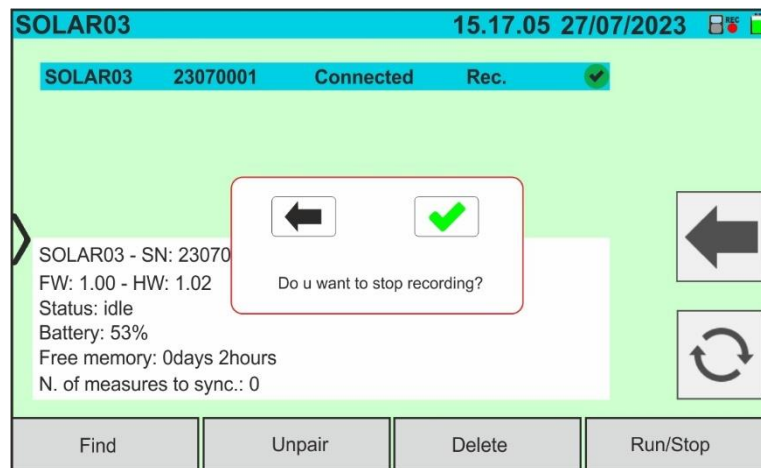 SOLAR03 15.17.05 27/07/2023 REC
SOLAR03 23070001 Connected Rec.
Do u want to stop recording?
SOLAR03 - SN: 23070
FW: 1.00 - HW: 1.02
Status: idle
Battery: 53%
Free memory: 0days 2hours
N. of measures to sync.: 0
Find Unpair Delete Run/Stop